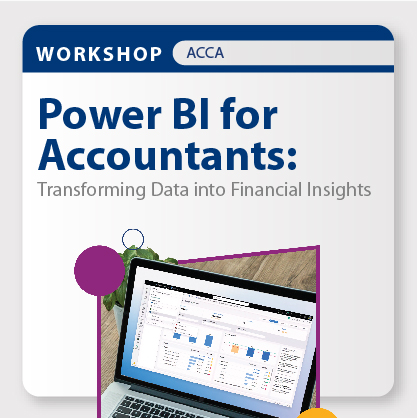 WORKSHOP ACCA
Power BI for
Accountants:
Transforming Data into Financial Insights